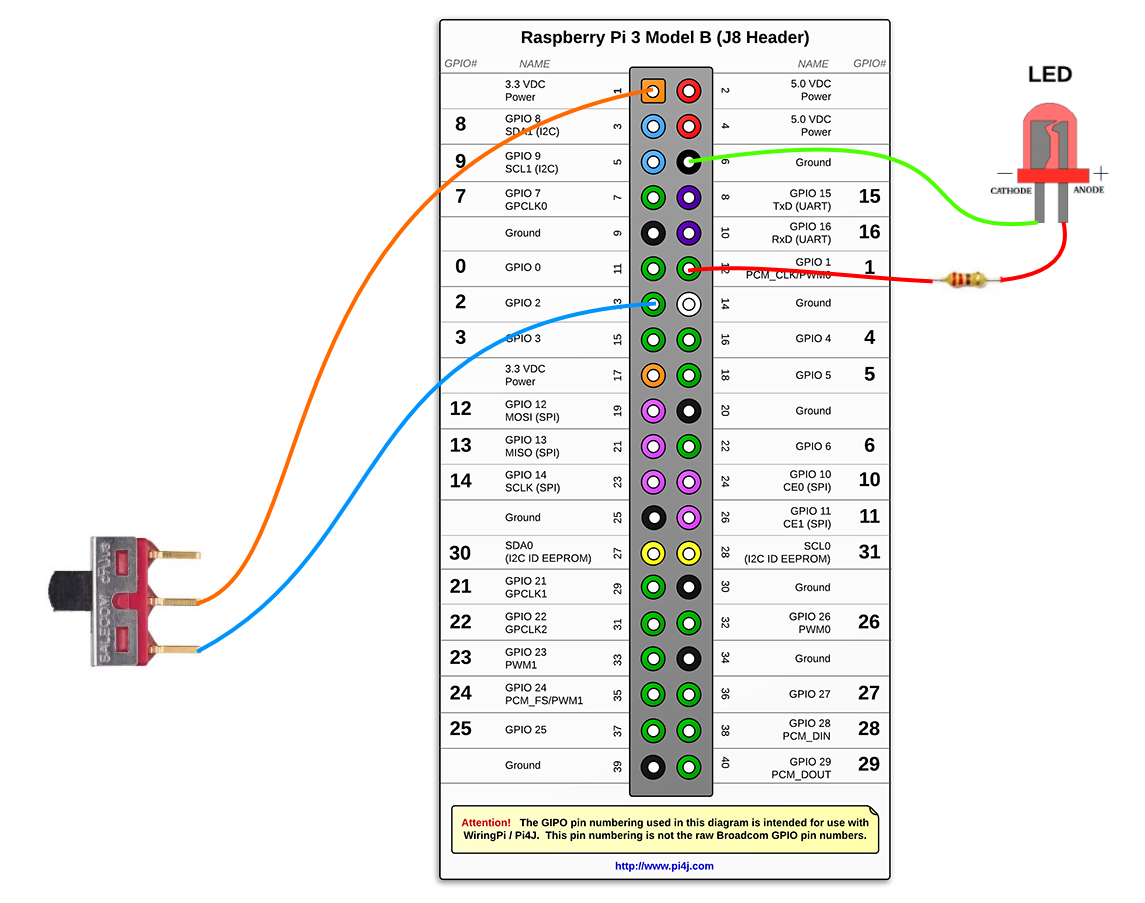 Raspberry Pi 3 Model B (J8 Header)
GPIO# NAME NAME GPIO#
LED
3.3 VDC
Power 1 2 5.0 VDC
Power
8 GPIO 8
SDA1 (I2C) 3 4 5.0 VDC
Power
9 GPIO 9
SCL1 (I2C) 5 6 Ground
— +
CATHODE ANODE
7 GPIO 7
GPCLK0 7 8 GPIO 15
TxD (UART) 15
Ground 9 10 GPIO 16
RxD (UART) 16
0 GPIO 0 11 12 GPIO 1
PCM_CLK/PWM0 1
2 GPIO 2 13 14 Ground
3 GPIO 3 15 16 GPIO 4 4
3.3 VDC
Power 17 18 GPIO 5 5
12 GPIO 12
MOSI (SPI) 19 20 Ground
13 GPIO 13
MISO (SPI) 21 22 GPIO 6 6
14 GPIO 14
SCLK (SPI) 23 24 GPIO 10
CE0 (SPI) 10
Ground 25 26 GPIO 11
CE1 (SPI) 11
30 SDA0
(I2C ID EEPROM) 27 28 SCL0
(I2C ID EEPROM) 31
21 GPIO 21
GPCLK1 29 30 Ground
22 GPIO 22
GPCLK2 31 32 GPIO 26
PWM0 26
23 GPIO 23
PWM1 33 34 Ground
24 GPIO 24
PCM_FS/PWM1 35 36 GPIO 27 27
25 GPIO 25 37 38 GPIO 28
PCM_DIN 28
Ground 39 40 GPIO 29
PCM_DOUT 29
Attention! The GIPO pin numbering used in this diagram is intended for use with
WiringPi / Pi4J. This pin numbering is not the raw Broadcom GPIO pin numbers.
http://www.pi4j.com